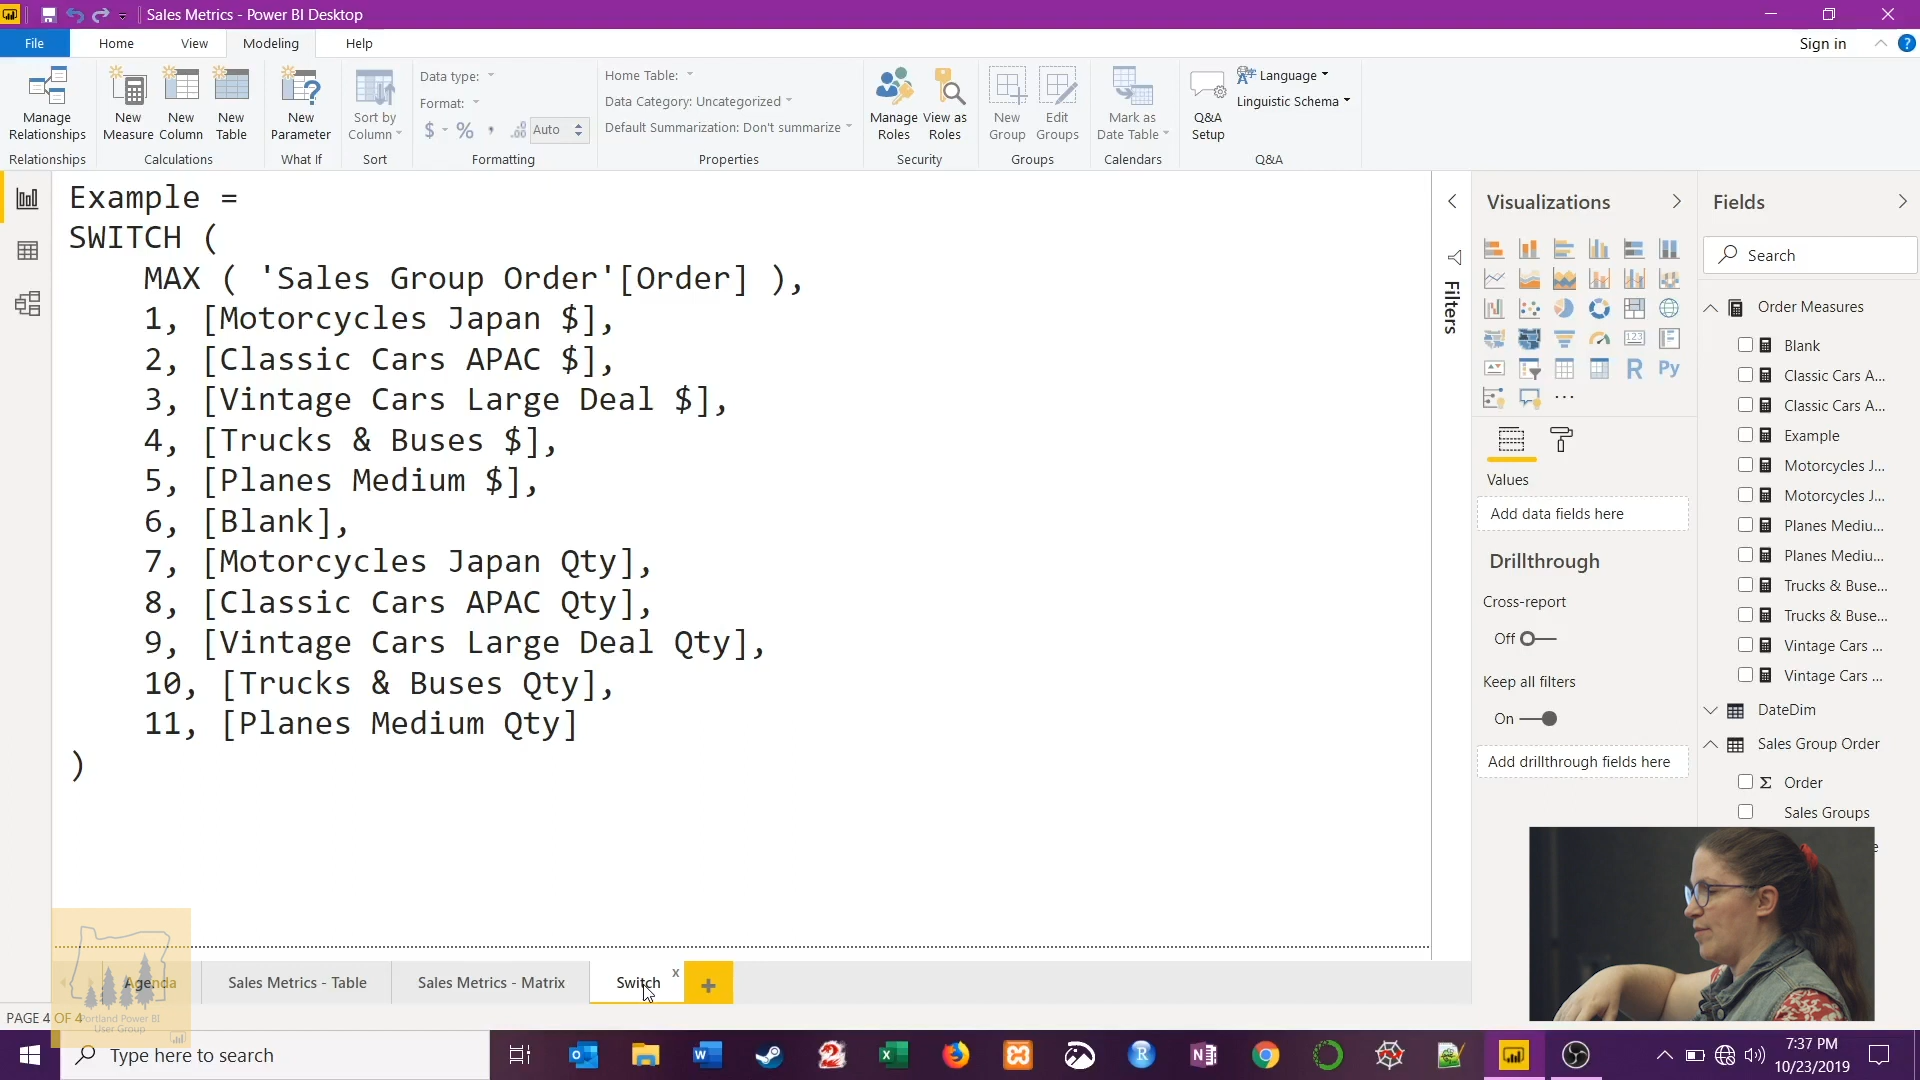 Sales Metrics - Power BI Desktop
File
Home
View
Modeling
Help
Sign in
?
Manage Relationships
New Measure
New Column
New Table
New Parameter
Sort by Column
Data type:
Format:
$ % , .00 Auto
Home Table:
Data Category: Uncategorized
Default Summarization: Don't summarize
Manage Roles
View as Roles
New Group
Edit Groups
Mark as Date Table
Q&A Setup
Language
Linguistic Schema
Relationships
Calculations
What If
Sort
Formatting
Properties
Security
Groups
Calendars
Q&A
Example =
SWITCH (
MAX ( 'Sales Group Order'[Order] ),
1, [Motorcycles Japan $],
2, [Classic Cars APAC $],
3, [Vintage Cars Large Deal $],
4, [Trucks & Buses $],
5, [Planes Medium $],
6, [Blank],
7, [Motorcycles Japan Qty],
8, [Classic Cars APAC Qty],
9, [Vintage Cars Large Deal Qty],
10, [Trucks & Buses Qty],
11, [Planes Medium Qty]
)
Filters
Visualizations
123
R
Py
...
Values
Add data fields here
Drillthrough
Cross-report
Off
Keep all filters
On
Add drillthrough fields here
Fields
Search
Order Measures
Blank
Classic Cars A...
Classic Cars A...
Example
Motorcycles J...
Motorcycles J...
Planes Mediu...
Planes Mediu...
Trucks & Buse...
Trucks & Buse...
Vintage Cars ...
Vintage Cars ...
DateDim
Sales Group Order
Order
Sales Groups
Agenda
Sales Metrics - Table
Sales Metrics - Matrix
Switch
x
+
PAGE 4 OF 4
Portland Power BI
User Group
Type here to search
7:37 PM
10/23/2019